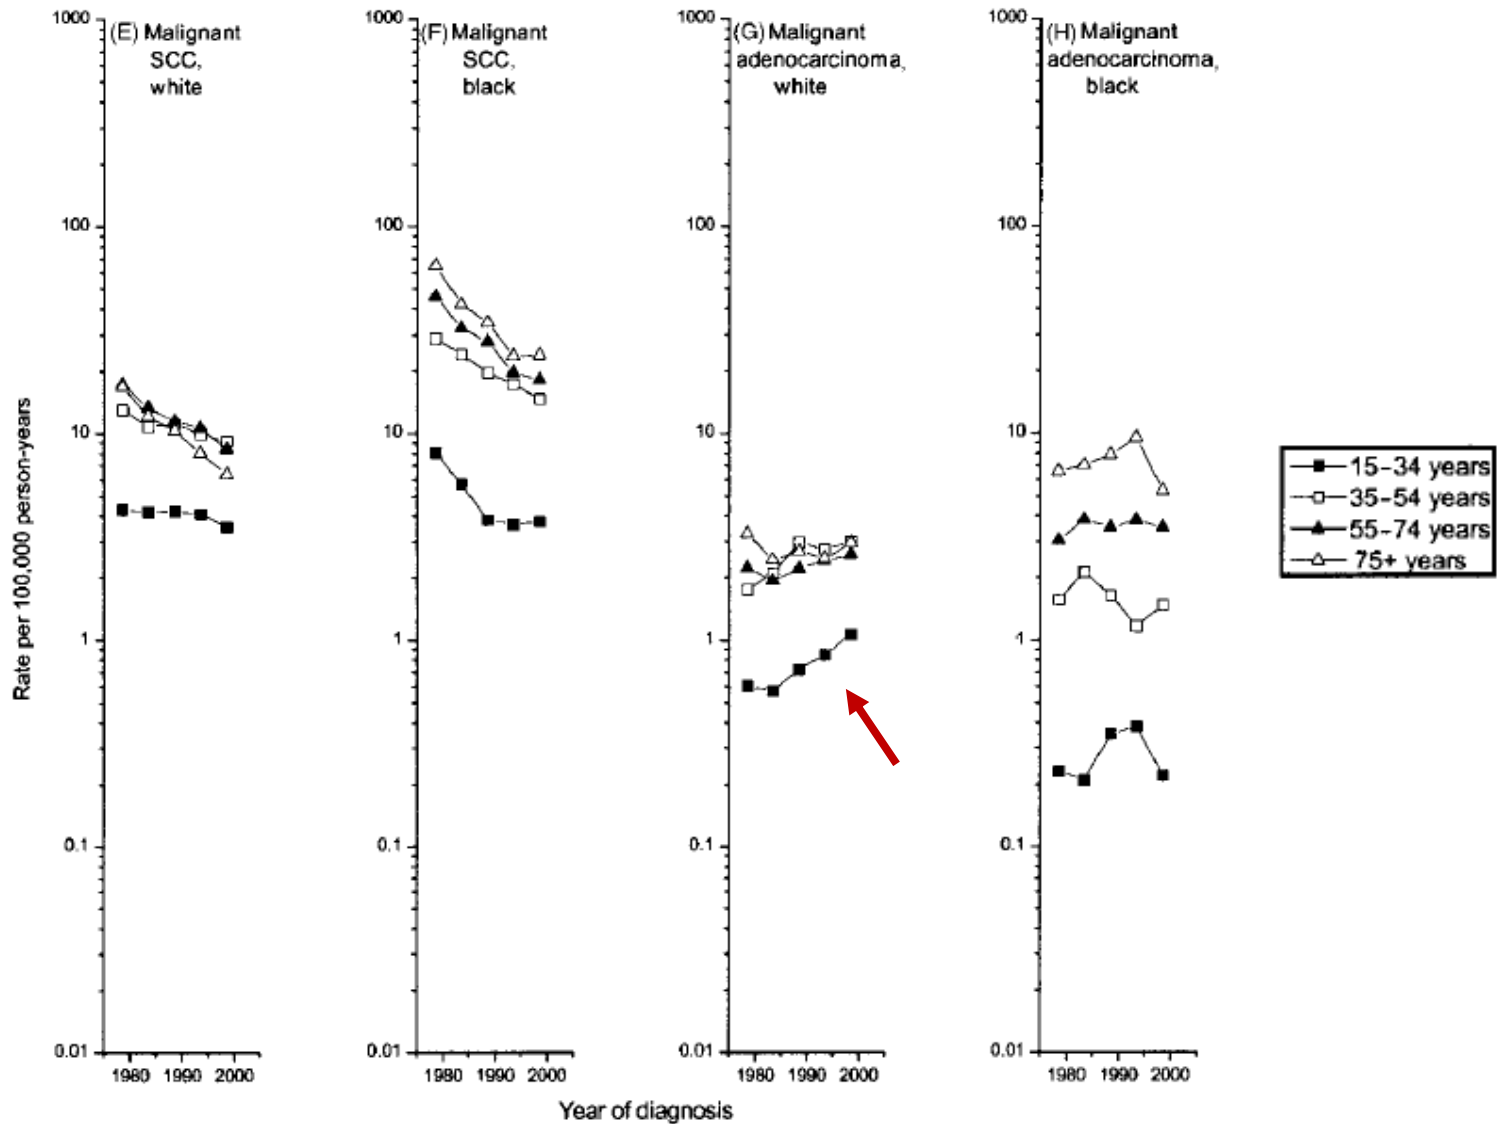 (E) Malignant
SCC,
white
(F) Malignant
SCC,
black
(G) Malignant
adenocarcinoma,
white
(H) Malignant
adenocarcinoma,
black
Rate per 100,000 person-years
1000
100
10
1
0.1
0.01
1980 1990 2000
1000
100
10
1
0.1
0.01
1980 1990 2000
1000
100
10
1
0.1
0.01
1980 1990 2000
1000
100
10
1
0.1
0.01
1980 1990 2000
Year of diagnosis
15-34 years
35-54 years
55-74 years
75+ years